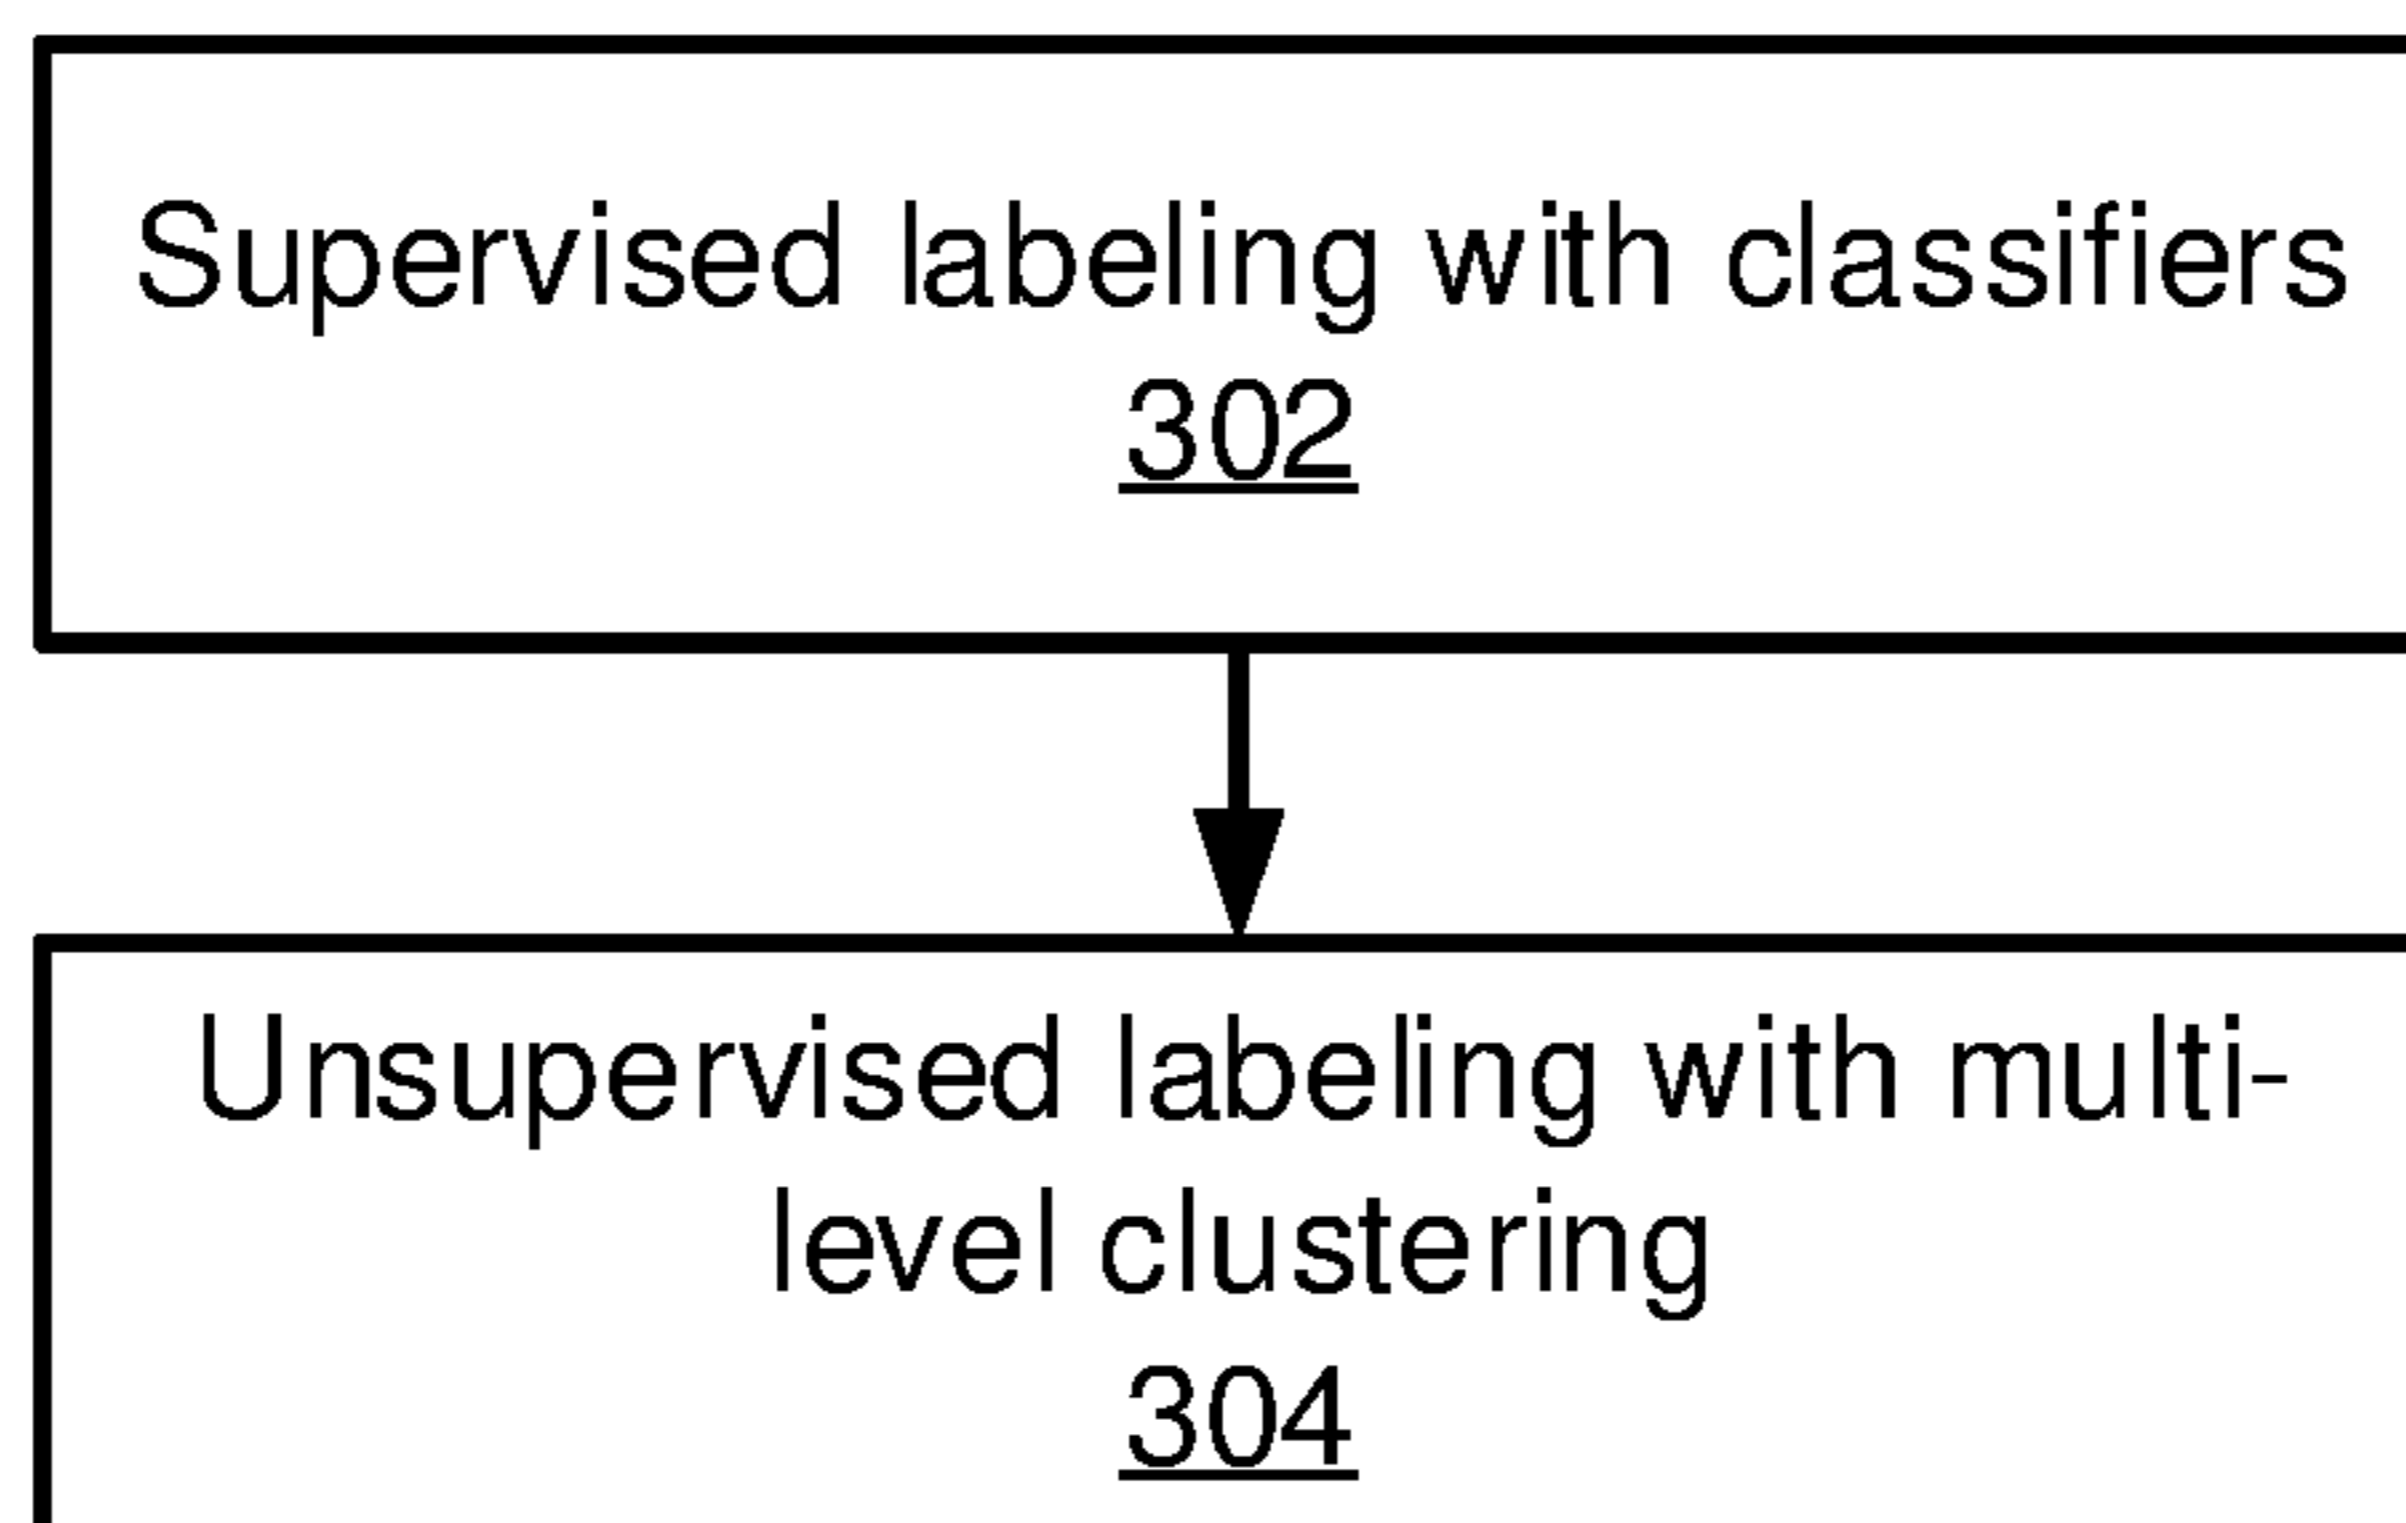 Supervised labeling with classifiers
302
Unsupervised labeling with multi-
level clustering
304